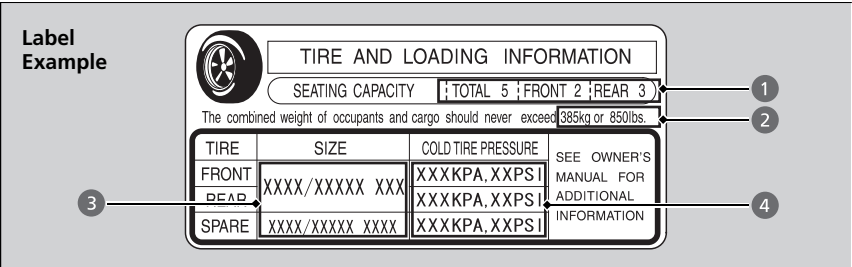 Label
Example
TIRE AND LOADING INFORMATION
SEATING CAPACITY TOTAL 5 FRONT 2 REAR 3
1
The combined weight of occupants and cargo should never exceed 385kg or 850lbs.
2
TIRE SIZE COLD TIRE PRESSURE SEE OWNER'S MANUAL FOR ADDITIONAL INFORMATION
FRONT XXXX/XXXXX XXX XXXKPA,XXPSI
REAR XXXKPA,XXPSI
SPARE XXXX/XXXXX XXXX XXXKPA,XXPSI
3
4